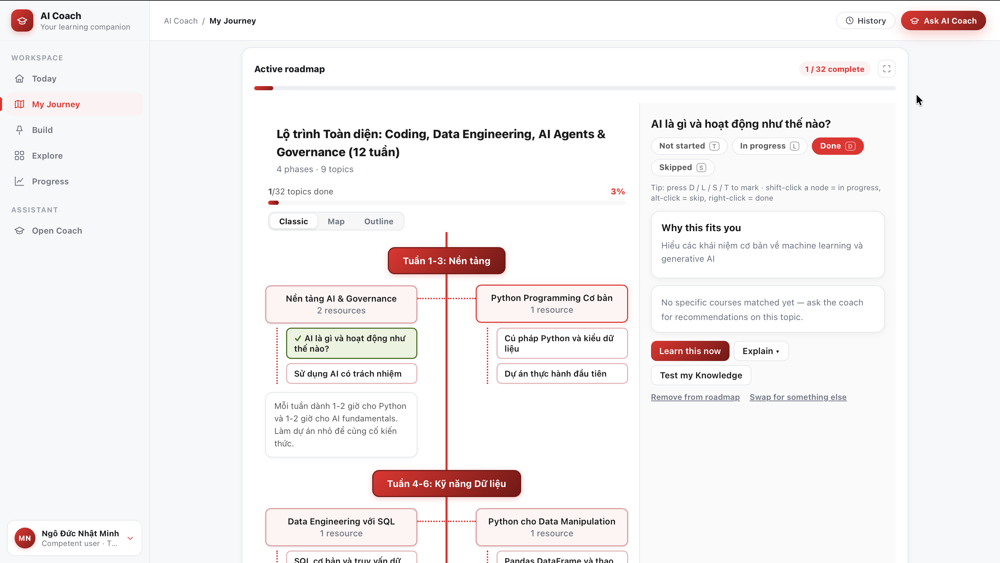 AI Coach
Your learning companion
AI Coach / My Journey
History
Ask AI Coach
WORKSPACE
Today
My Journey
Build
Explore
Progress
ASSISTANT
Open Coach
MN
Ngô Đức Nhật Minh
Competent user · T...
Active roadmap
1 / 32 complete
Lộ trình Toàn diện: Coding, Data Engineering, AI Agents &
Governance (12 tuần)
4 phases · 9 topics
1/32 topics done
3%
Classic
Map
Outline
Tuần 1-3: Nền tảng
Nền tảng AI & Governance
2 resources
Python Programming Cơ bản
1 resource
✓ AI là gì và hoạt động như
thế nào?
Sử dụng AI có trách nhiệm
Cú pháp Python và kiểu dữ
liệu
Dự án thực hành đầu tiên
Mỗi tuần dành 1-2 giờ cho Python
và 1-2 giờ cho AI fundamentals.
Làm dự án nhỏ để củng cố kiến
thức.
Tuần 4-6: Kỹ năng Dữ liệu
Data Engineering với SQL
1 resource
Python cho Data Manipulation
1 resource
SQL cơ bản và truy vấn dữ
Pandas DataFrame và thao
AI là gì và hoạt động như thế nào?
Not started T
In progress L
Done D
Skipped S
Tip: press D / L / S / T to mark · shift-click a node = in progress,
alt-click = skip, right-click = done
Why this fits you
Hiểu các khái niệm cơ bản về machine learning và
generative AI
No specific courses matched yet — ask the coach
for recommendations on this topic.
Learn this now
Explain ▾
Test my Knowledge
Remove from roadmap
Swap for something else